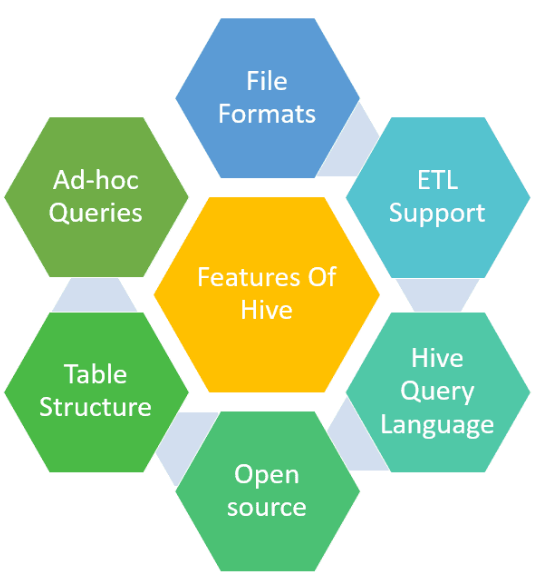 File
Formats
Ad-hoc
Queries
ETL
Support
Features Of
Hive
Table
Structure
Hive
Query
Language
Open
source